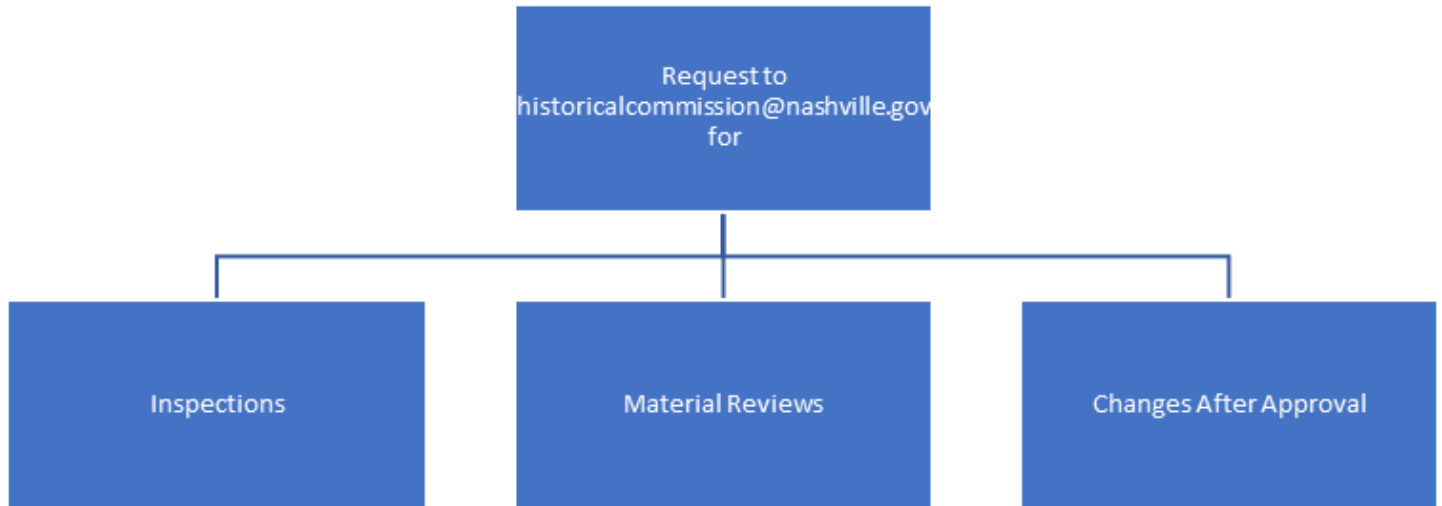 Request to
historicalcommission@nashville.gov
for
Inspections
Material Reviews
Changes After Approval